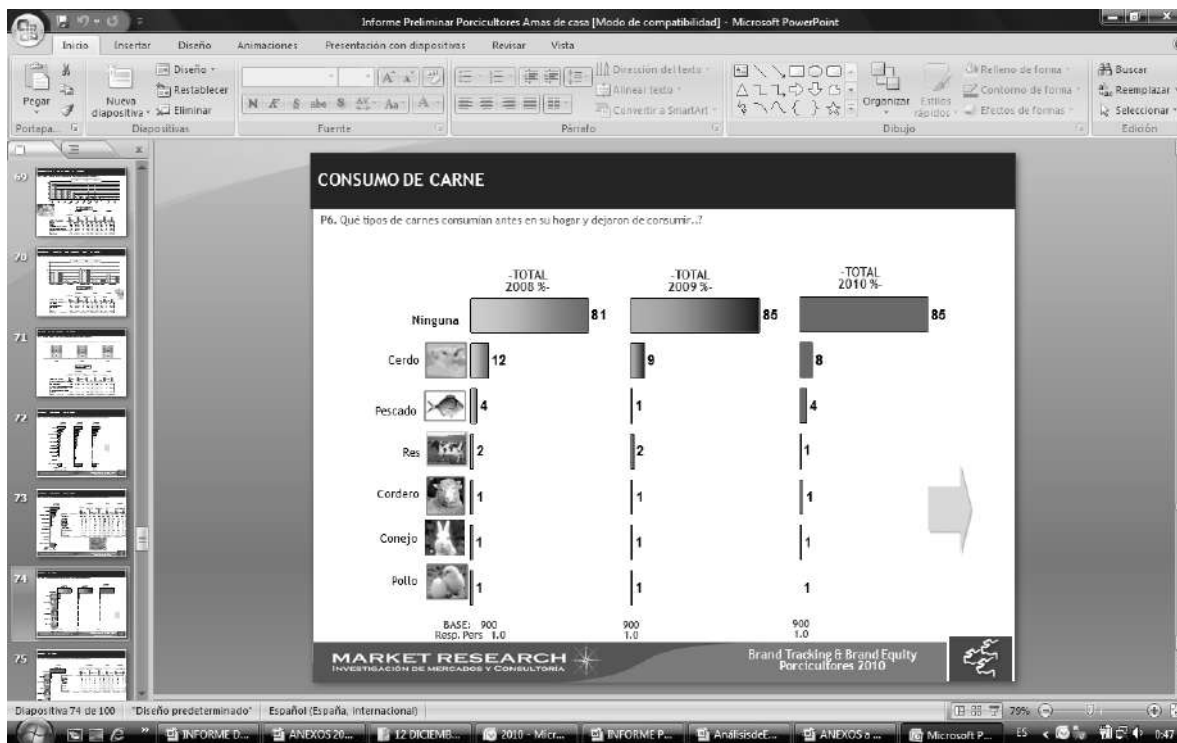 Informe Preliminar Porcicultores Amas de casa [Modo de compatibilidad] - Microsoft PowerPoint
Inicio Insertar Diseño Animaciones Presentación con diapositivas Revisar Vista
Pegar
Nueva diapositiva
Diseño
Restablecer
Eliminar
Dirección del texto
Alinear texto
Convertir a SmartArt
Organizar
Estilos rápidos
Relleno de forma
Contorno de forma
Efectos de formas
Buscar
Reemplazar
Seleccionar
Portapa... Diapositivas Fuente Párrafo Dibujo Edición
69
70
71
72
73
74
75
CONSUMO DE CARNE
P6. Qué tipos de carnes consumían antes en su hogar y dejaron de consumir..?
-TOTAL 2008 %-
-TOTAL 2009 %-
-TOTAL 2010 %-
Ninguna 81 85 85
Cerdo 12 9 8
Pescado 4 1 4
Res 2 2 1
Cordero 1 1 1
Conejo 1 1 1
Pollo 1 1 1
BASE: 900 900 900
Resp. Pers 1.0 1.0 1.0
MARKET RESEARCH
INVESTIGACIÓN DE MERCADOS Y CONSULTORÍA
Brand Tracking & Brand Equity
Porcicultores 2010
Diapositiva 74 de 100 "Diseño predeterminado" Español (España, internacional) 79%
INFORME D... ANEXOS 20... 12 DICIEMB... 2010 - Micr... INFORME P... AnálisisdeE... ANEXOS a ... Microsoft P... ES 0:47